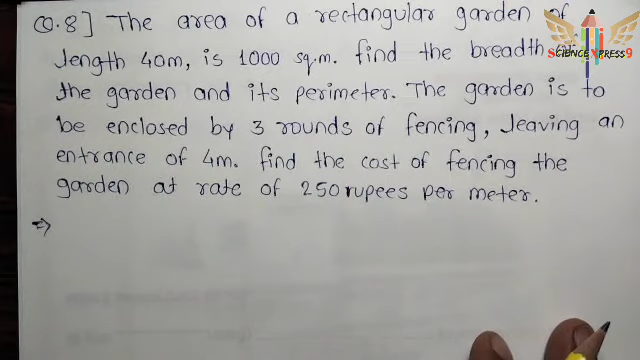 Q.8] The area of a rectangular garden of
length 40m, is 1000 sq.m. find the breadth of
the garden and its perimeter. The garden is to
be enclosed by 3 rounds of fencing, leaving an
entrance of 4m. find the cost of fencing the
garden at rate of 250 rupees per meter.
⇒
SCIENCE XPRESS9